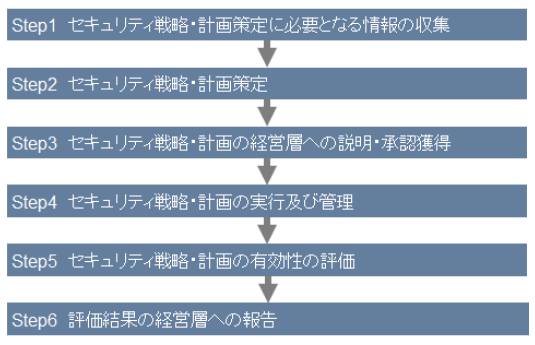 Step1 セキュリティ戦略・計画策定に必要となる情報の収集
Step2 セキュリティ戦略・計画策定
Step3 セキュリティ戦略・計画の経営層への説明・承認獲得
Step4 セキュリティ戦略・計画の実行及び管理
Step5 セキュリティ戦略・計画の有効性の評価
Step6 評価結果の経営層への報告